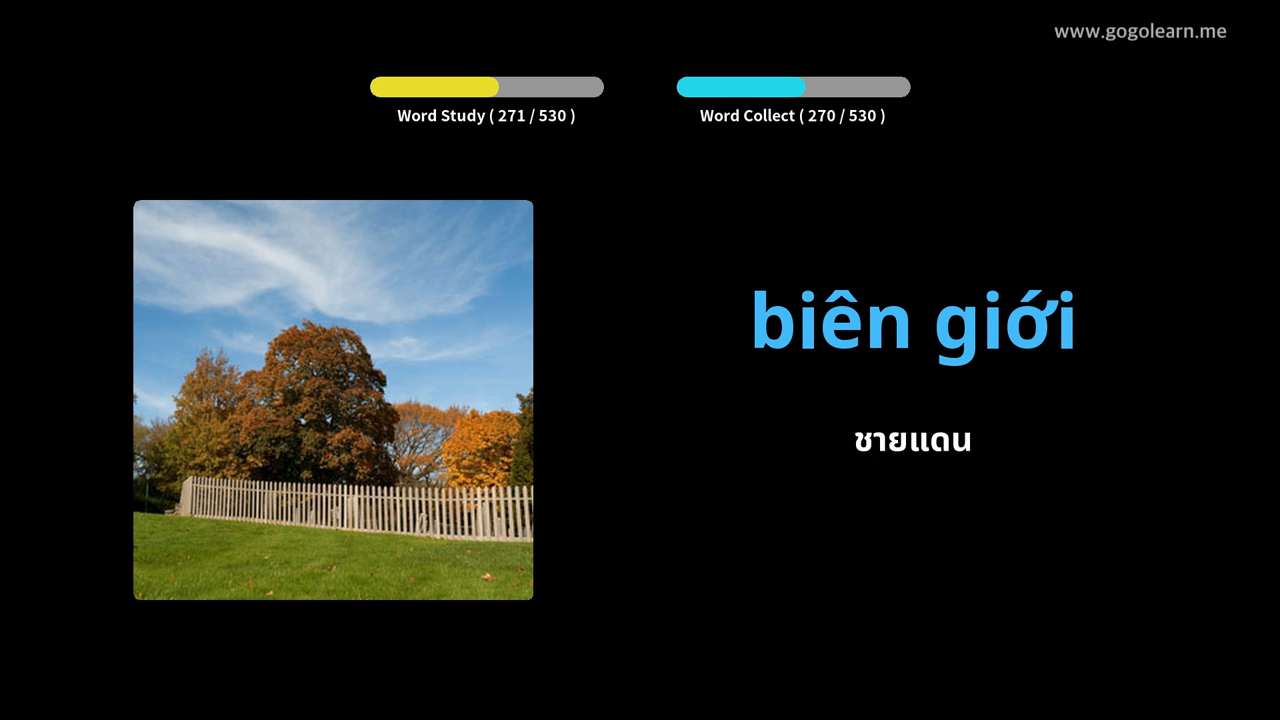 www.gogolearn.me
Word Study ( 271 / 530 )
Word Collect ( 270 / 530 )
biên giới
ชายแดน